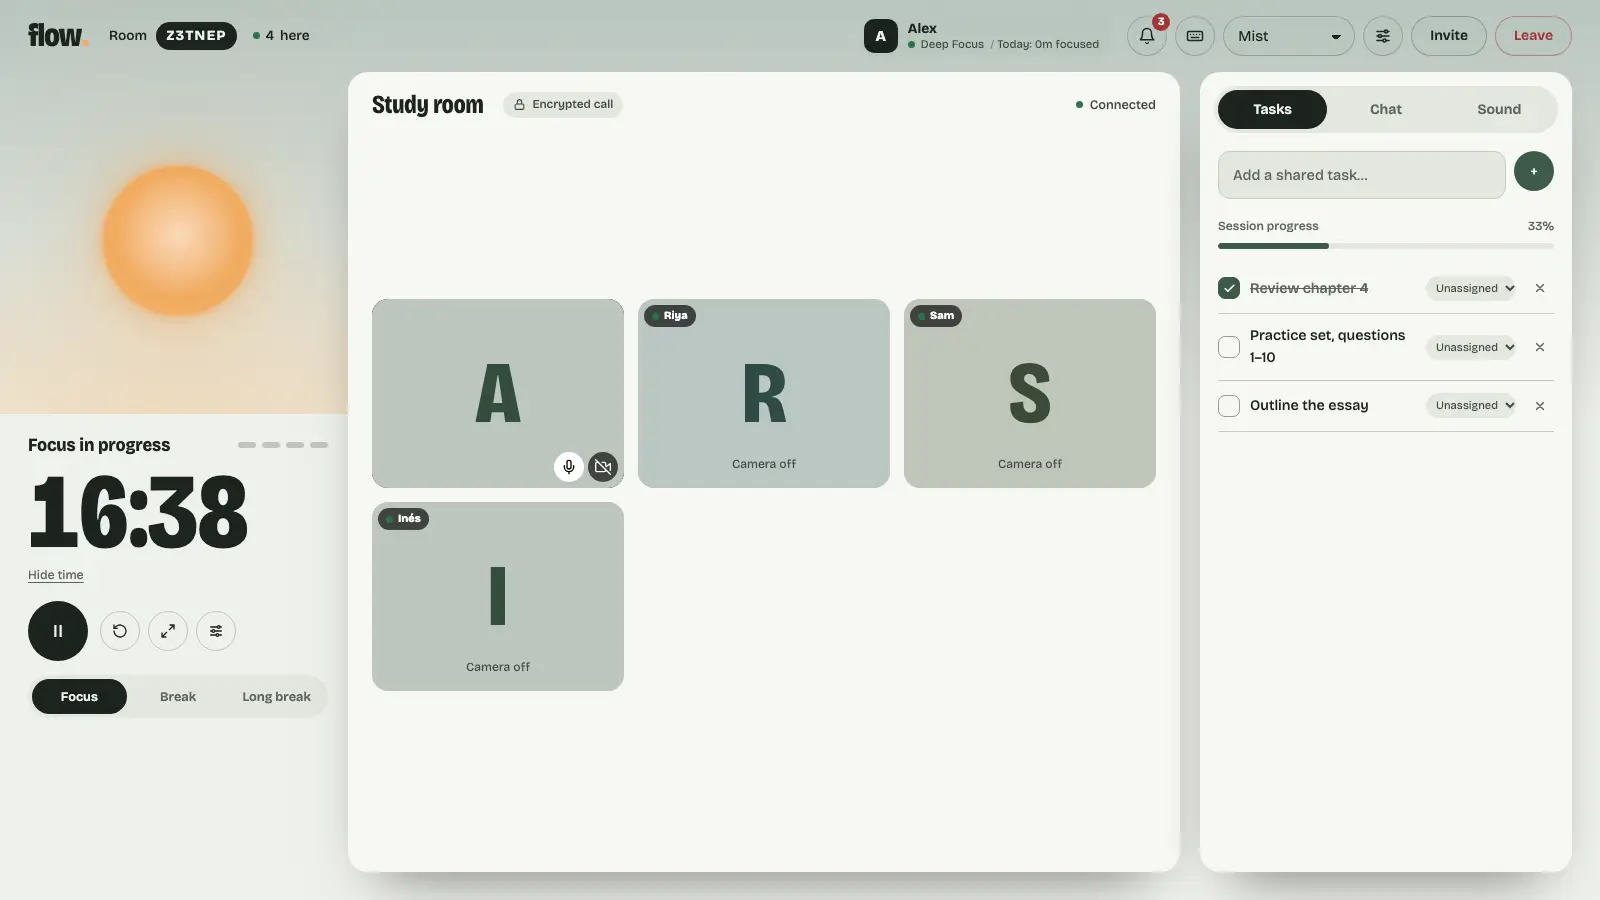 flow.
Room Z3TNEP 4 here
A
Alex
Deep Focus / Today: 0m focused
3
Mist
Invite
Leave
Focus in progress
16:38
Hide time
Focus Break Long break
Study room
Encrypted call
Connected
A
Riya
R
Camera off
Sam
S
Camera off
Inés
I
Camera off
Tasks Chat Sound
Add a shared task...
+
Session progress 33%
Review chapter 4 Unassigned
Practice set, questions
1–10 Unassigned
Outline the essay Unassigned